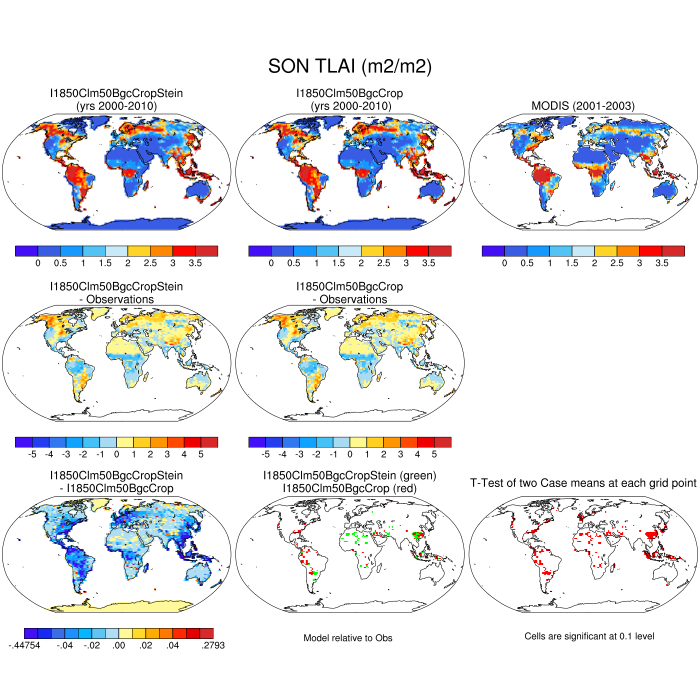 SON TLAI (m2/m2)
I1850Clm50BgcCropStein
(yrs 2000-2010)
I1850Clm50BgcCrop
(yrs 2000-2010)
MODIS (2001-2003)
0 0.5 1 1.5 2 2.5 3 3.5
0 0.5 1 1.5 2 2.5 3 3.5
0 0.5 1 1.5 2 2.5 3 3.5
I1850Clm50BgcCropStein
- Observations
I1850Clm50BgcCrop
- Observations
-5 -4 -3 -2 -1 0 1 2 3 4 5
-5 -4 -3 -2 -1 0 1 2 3 4 5
I1850Clm50BgcCropStein
- I1850Clm50BgcCrop
I1850Clm50BgcCropStein (green)
I1850Clm50BgcCrop (red)
T-Test of two Case means at each grid point
-.44754 -.04 -.02 .00 .02 .04 .2793
Model relative to Obs
Cells are significant at 0.1 level